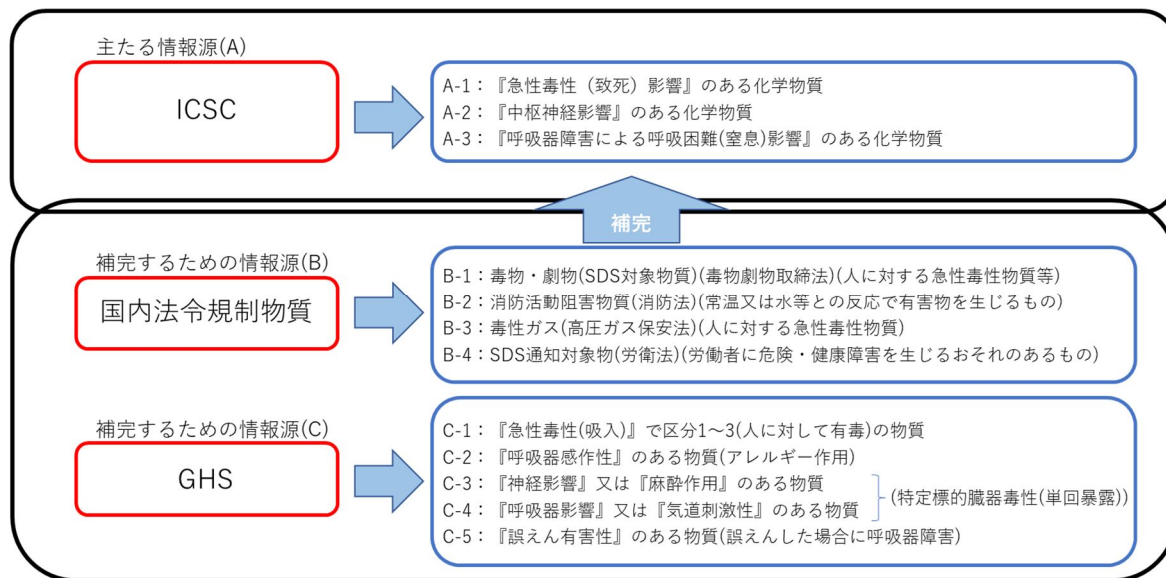 主たる情報源(A)
ICSC
A-1：『急性毒性（致死）影響』のある化学物質
A-2：『中枢神経影響』のある化学物質
A-3：『呼吸器障害による呼吸困難(窒息)影響』のある化学物質
補完
補完するための情報源(B)
国内法令規制物質
B-1：毒物・劇物(SDS対象物質)(毒物劇物取締法)(人に対する急性毒性物質等)
B-2：消防活動阻害物質(消防法)(常温又は水等との反応で有害物を生じるもの)
B-3：毒性ガス(高圧ガス保安法)(人に対する急性毒性物質)
B-4：SDS通知対象物(労衛法)(労働者に危険・健康障害を生じるおそれのあるもの)
補完するための情報源(C)
GHS
C-1：『急性毒性(吸入)』で区分1～3(人に対して有毒)の物質
C-2：『呼吸器感作性』のある物質(アレルギー作用)
C-3：『神経影響』又は『麻酔作用』のある物質
C-4：『呼吸器影響』又は『気道刺激性』のある物質
(特定標的臓器毒性(単回暴露))
C-5：『誤えん有害性』のある物質(誤えんした場合に呼吸器障害)